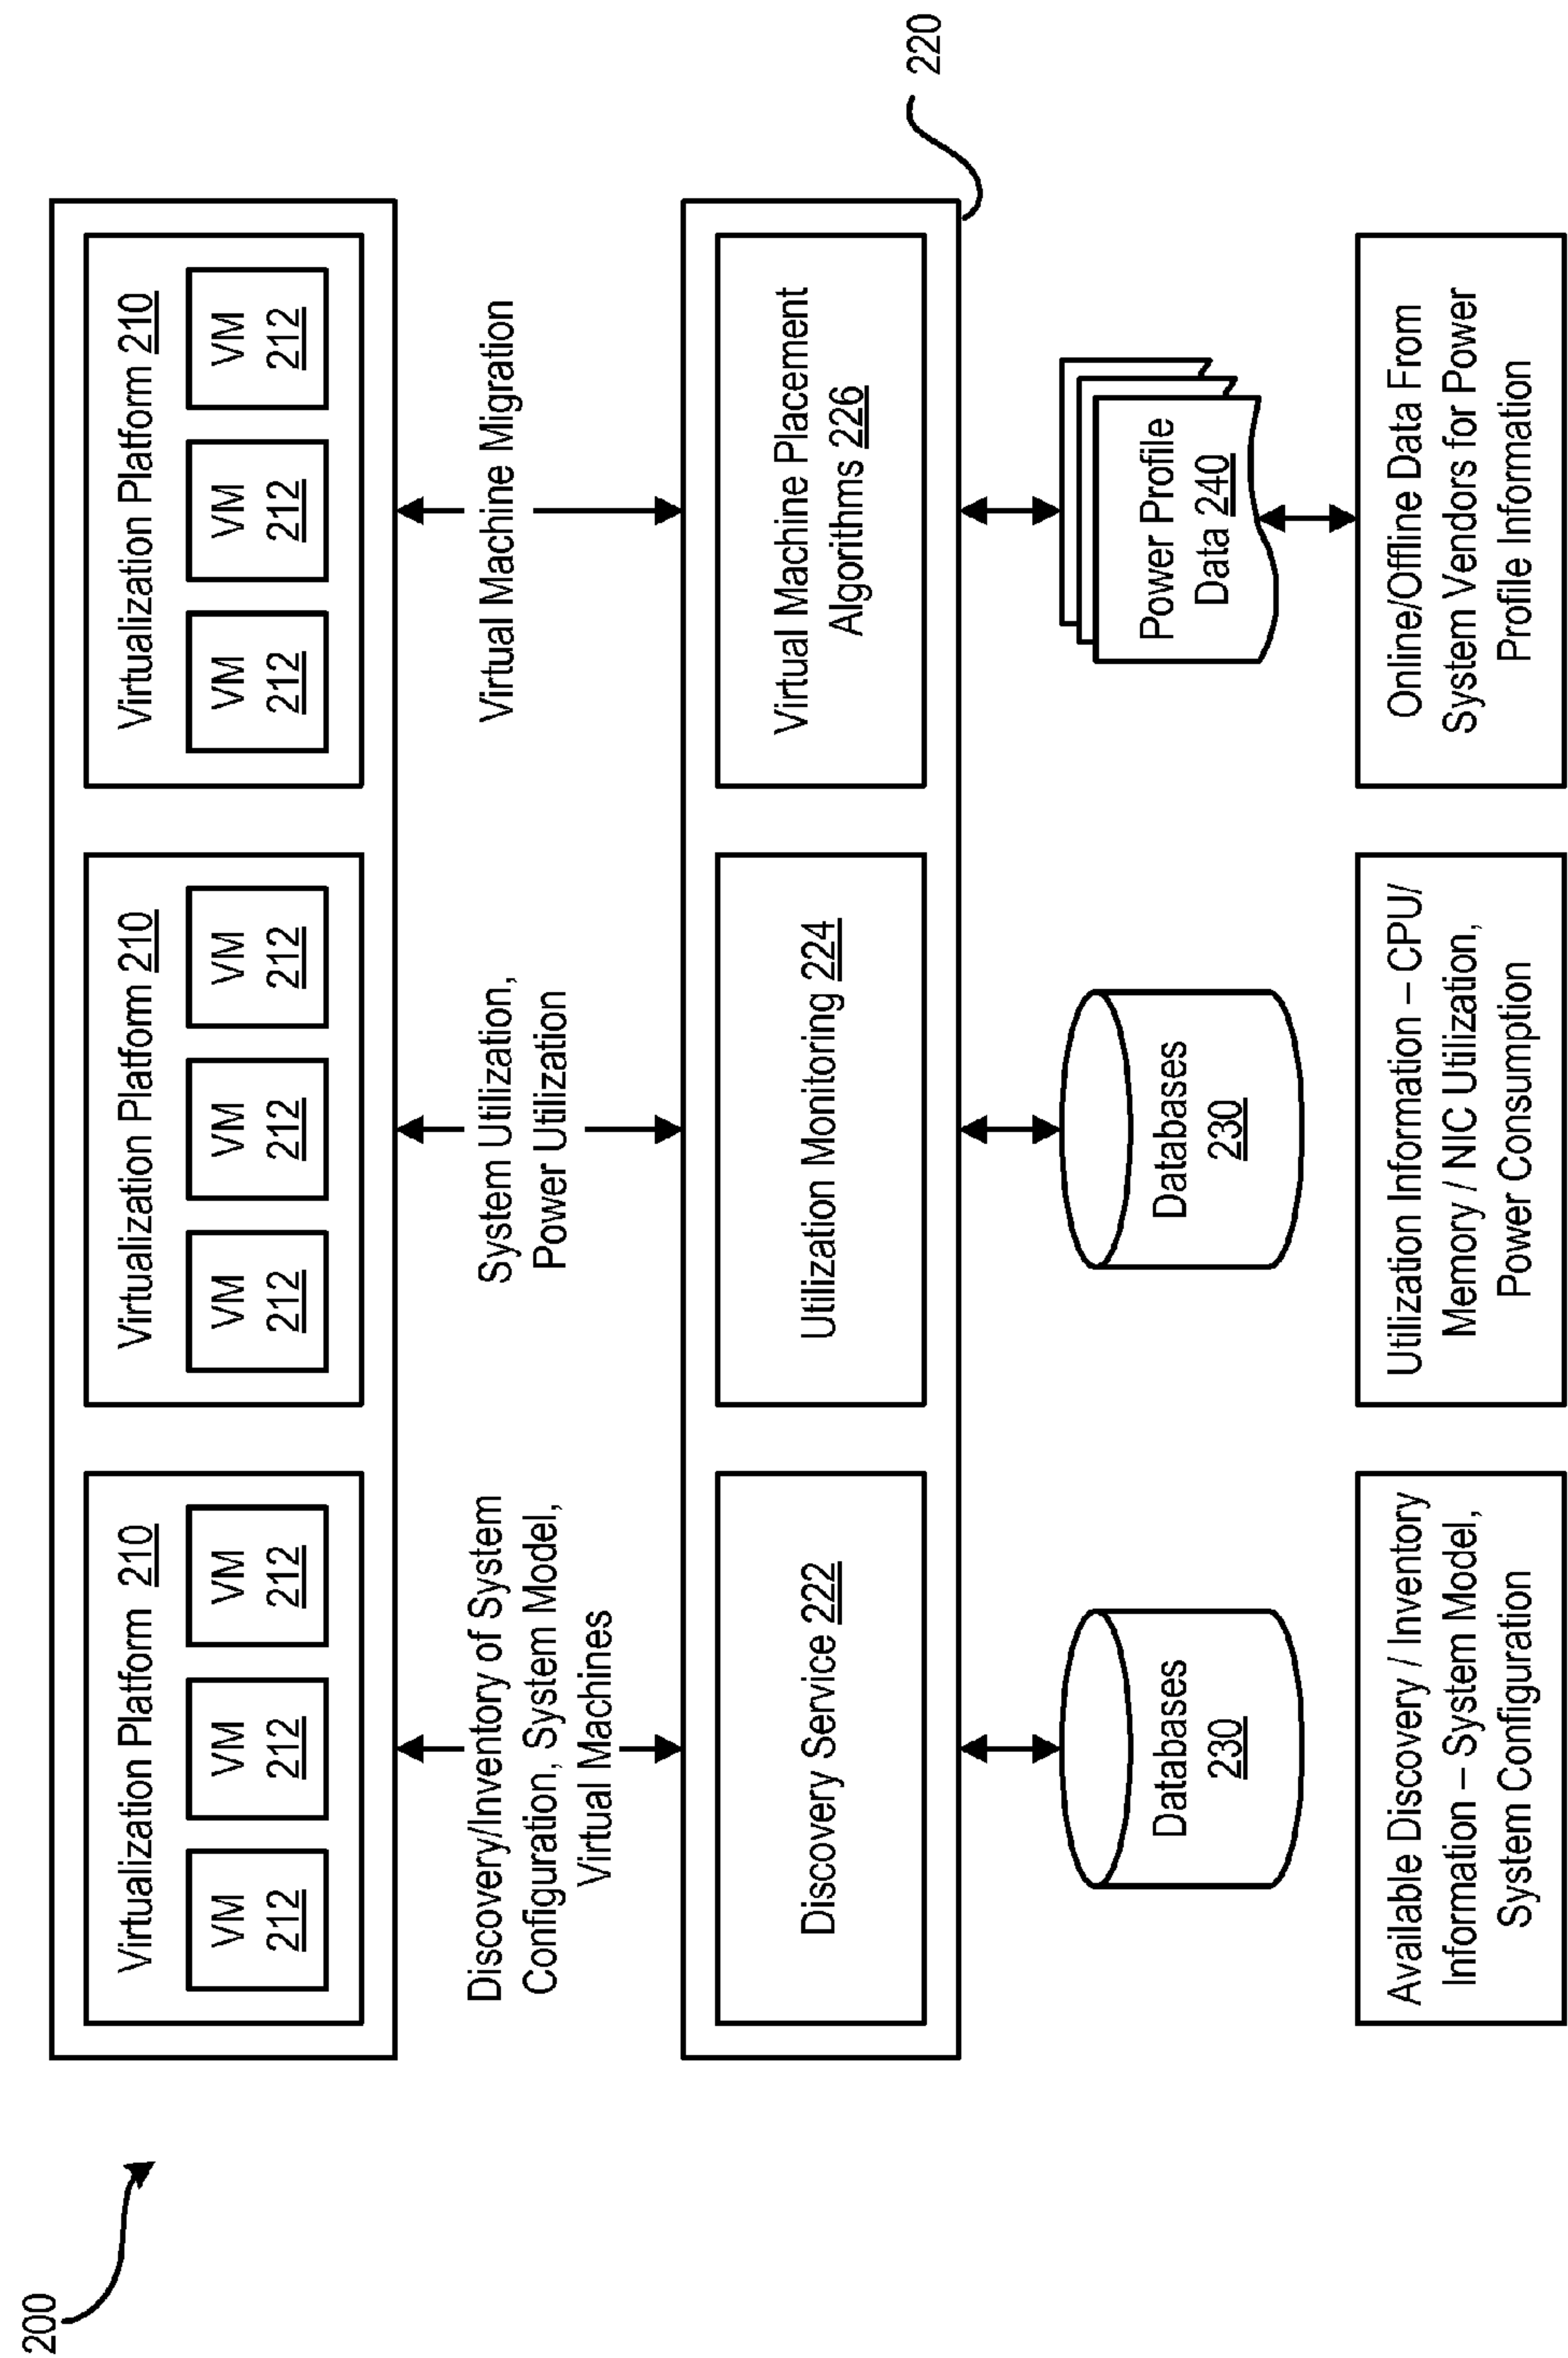 200
Virtualization Platform 210
VM
212
VM
212
VM
212
Virtualization Platform 210
VM
212
VM
212
VM
212
Virtualization Platform 210
VM
212
VM
212
VM
212
Discovery/Inventory of System
Configuration, System Model,
Virtual Machines
System Utilization,
Power Utilization
Virtual Machine Migration
Discovery Service 222
Utilization Monitoring 224
Virtual Machine Placement
Algorithms 226
220
Databases
230
Databases
230
Power Profile
Data 240
Available Discovery / Inventory
Information – System Model,
System Configuration
Utilization Information – CPU/
Memory / NIC Utilization,
Power Consumption
Online/Offline Data From
System Vendors for Power
Profile Information